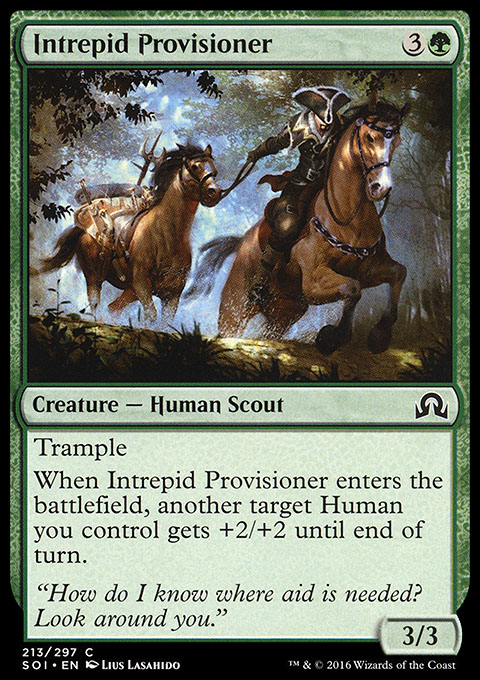 Intrepid Provisioner 3
Creature — Human Scout
Trample
When Intrepid Provisioner enters the
battlefield, another target Human
you control gets +2/+2 until end of
turn.
“How do I know where aid is needed?
Look around you.”
3/3
213/297 C
SOI • EN Lius Lasahido
™ & © 2016 Wizards of the Coast